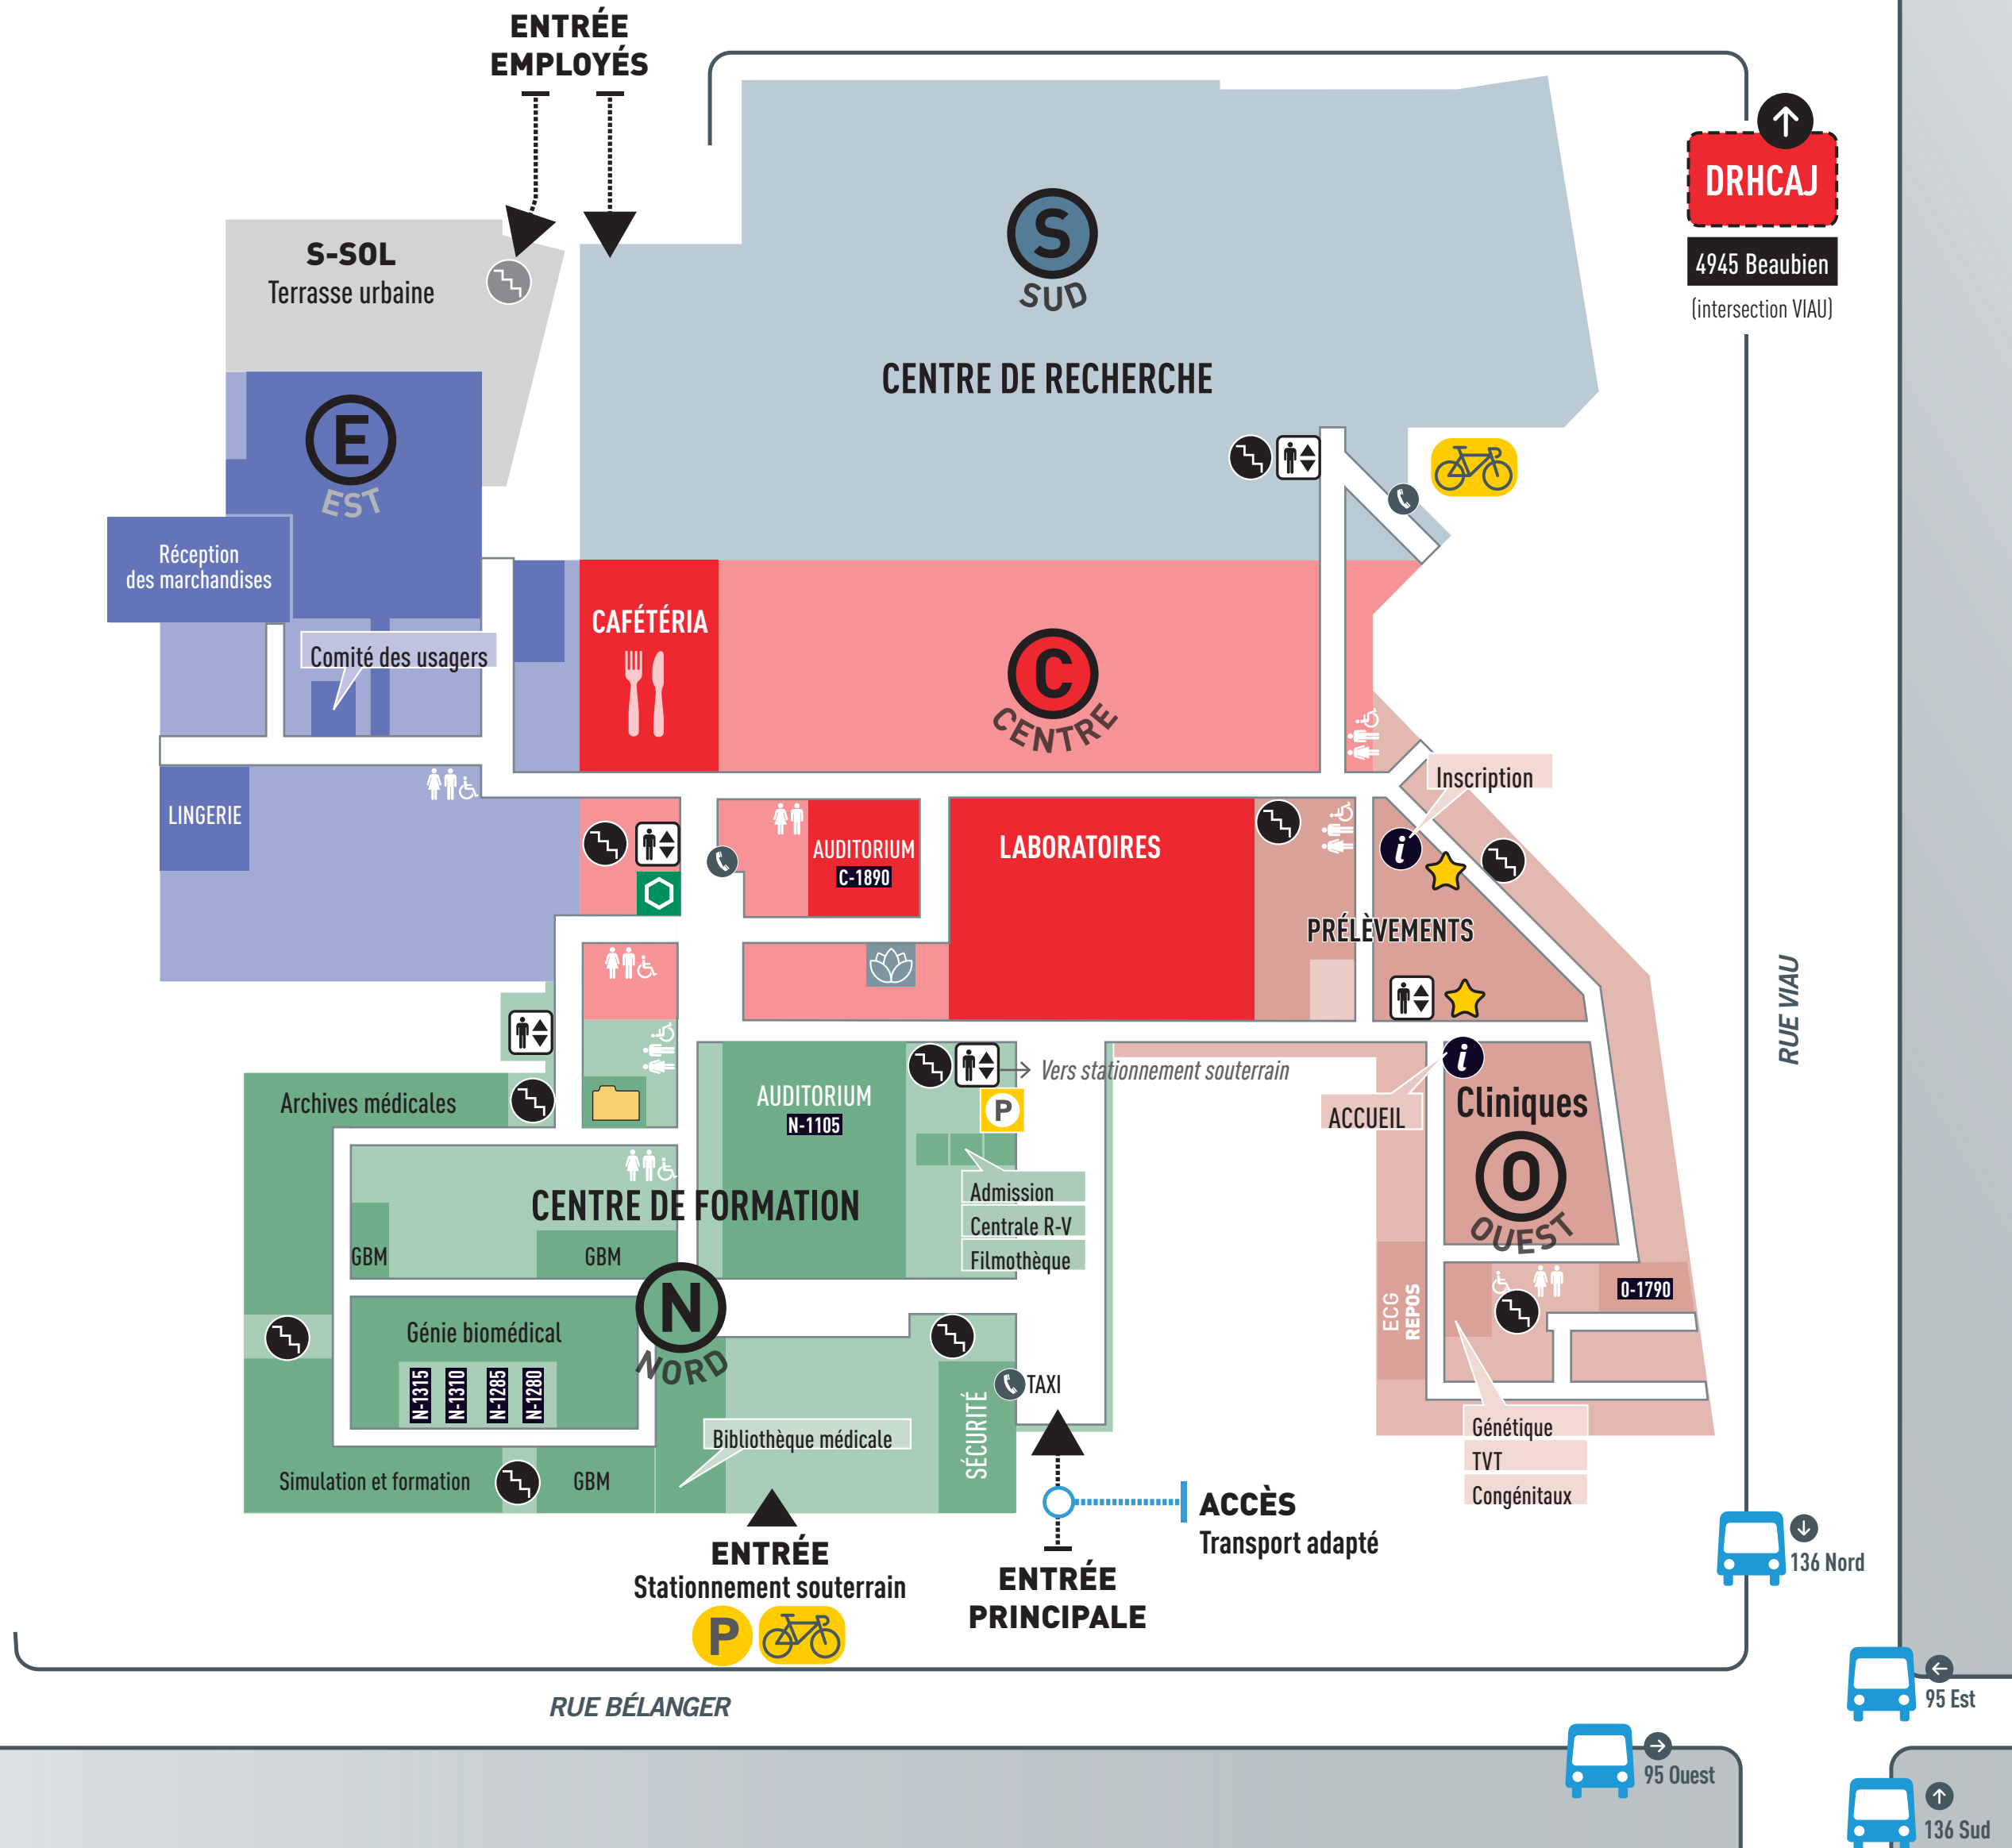 ENTRÉE
EMPLOYÉS
DRHCAJ
4945 Beaubien
(intersection VIAU)
S-SOL
Terrasse urbaine
S
SUD
CENTRE DE RECHERCHE
E
EST
Réception
des marchandises
Comité des usagers
CAFÉTÉRIA
C
CENTRE
Inscription
i
LINGERIE
AUDITORIUM
C-1890
LABORATOIRES
PRÉLÈVEMENTS
RUE VIAU
Archives médicales
AUDITORIUM
N-1105
Vers stationnement souterrain
P
i
ACCUEIL
Cliniques
O
OUEST
Admission
Centrale R-V
Filmothèque
CENTRE DE FORMATION
GBM
GBM
N
NORD
Génie biomédical
N-1315
N-1310
N-1285
N-1280
ECG
REPOS
O-1790
TAXI
SÉCURITÉ
Bibliothèque médicale
Génétique
TVT
Congénitaux
Simulation et formation
GBM
ENTRÉE
Stationnement souterrain
P
ACCÈS
Transport adapté
ENTRÉE
PRINCIPALE
136 Nord
95 Est
RUE BÉLANGER
95 Ouest
136 Sud